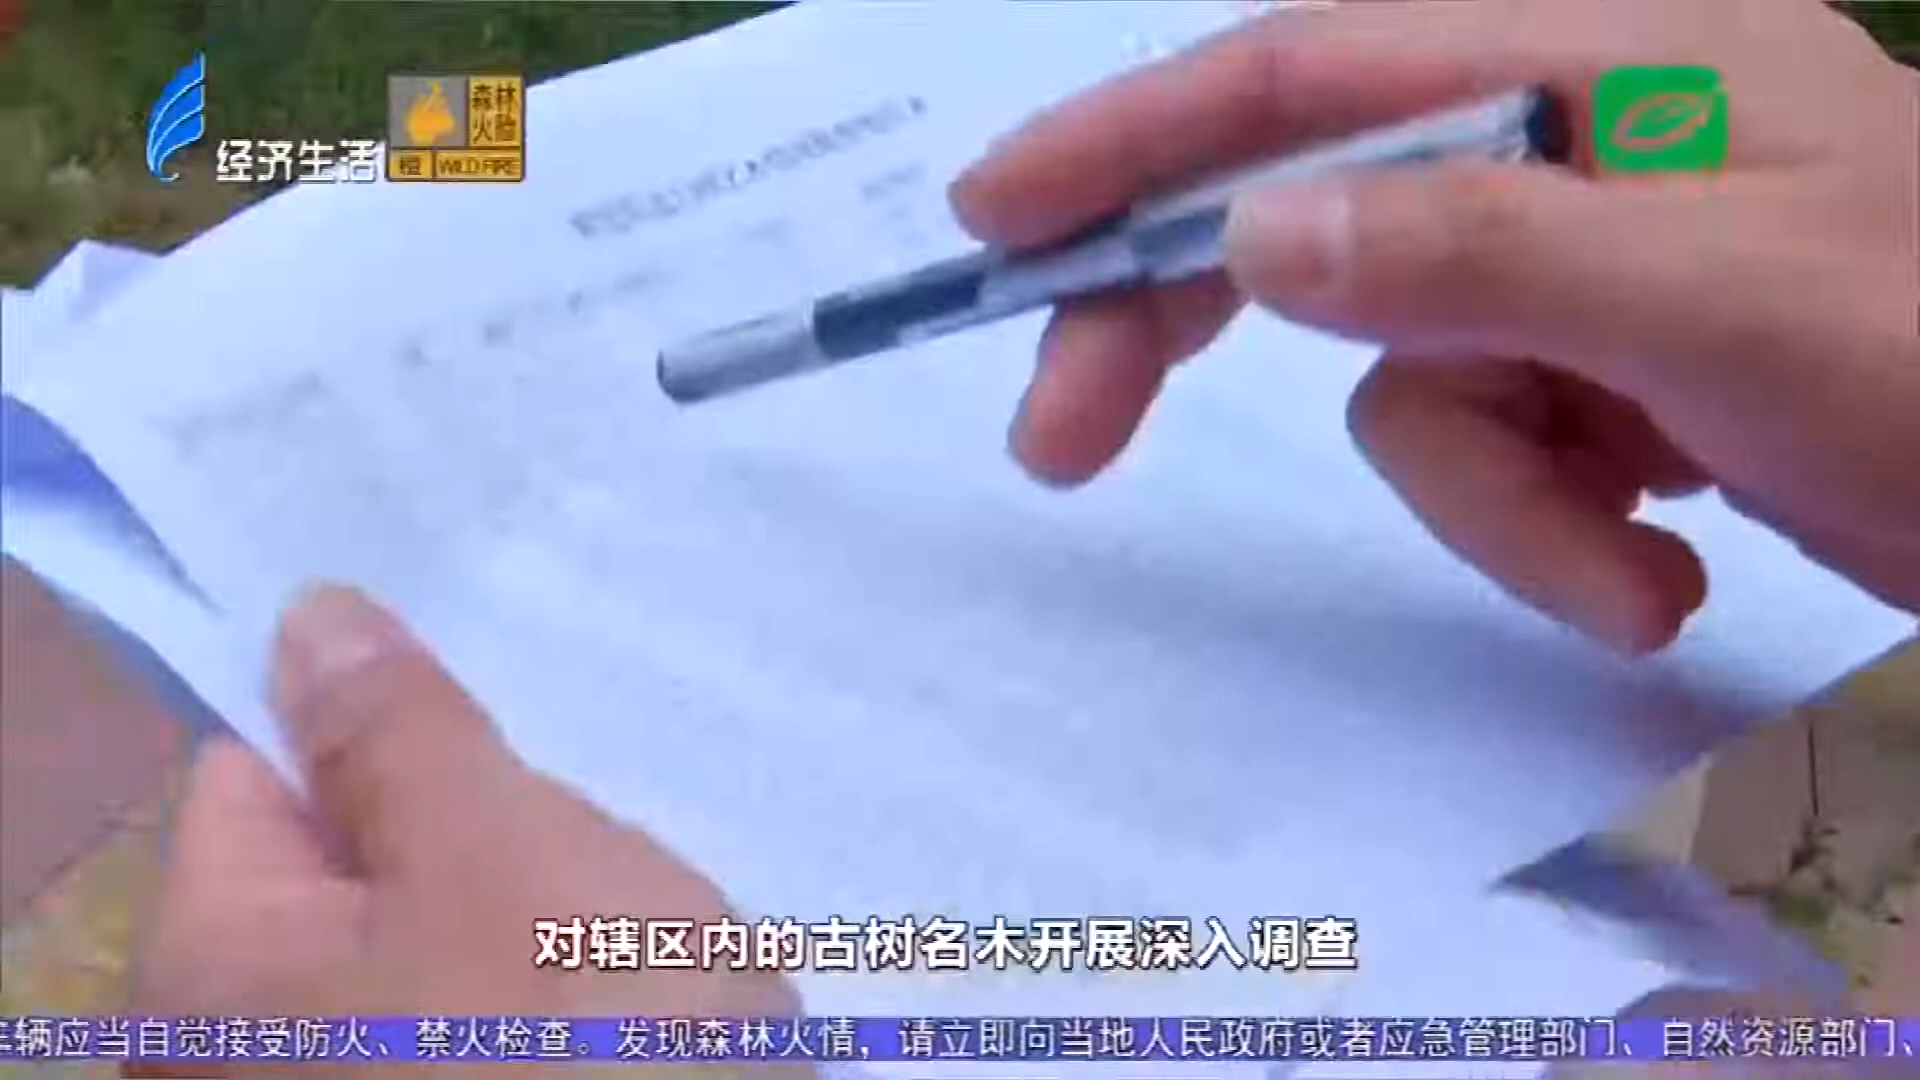 经济生活
森林
火险
橙 WILD FIRE
对辖区内的古树名木开展深入调查
车辆应当自觉接受防火、禁火检查。发现森林火情，请立即向当地人民政府或者应急管理部门、自然资源部门、